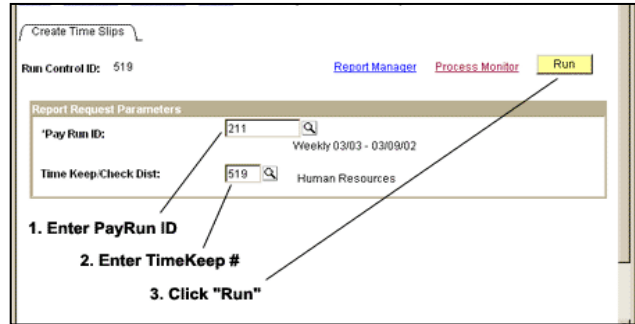 Create Time Slips
Run Control ID: 519 Report Manager Process Monitor Run
Report Request Parameters
*Pay Run ID: 211
Weekly 03/03 - 03/09/02
Time Keep/Check Dist: 519 Human Resources
1. Enter PayRun ID
2. Enter TimeKeep #
3. Click "Run"